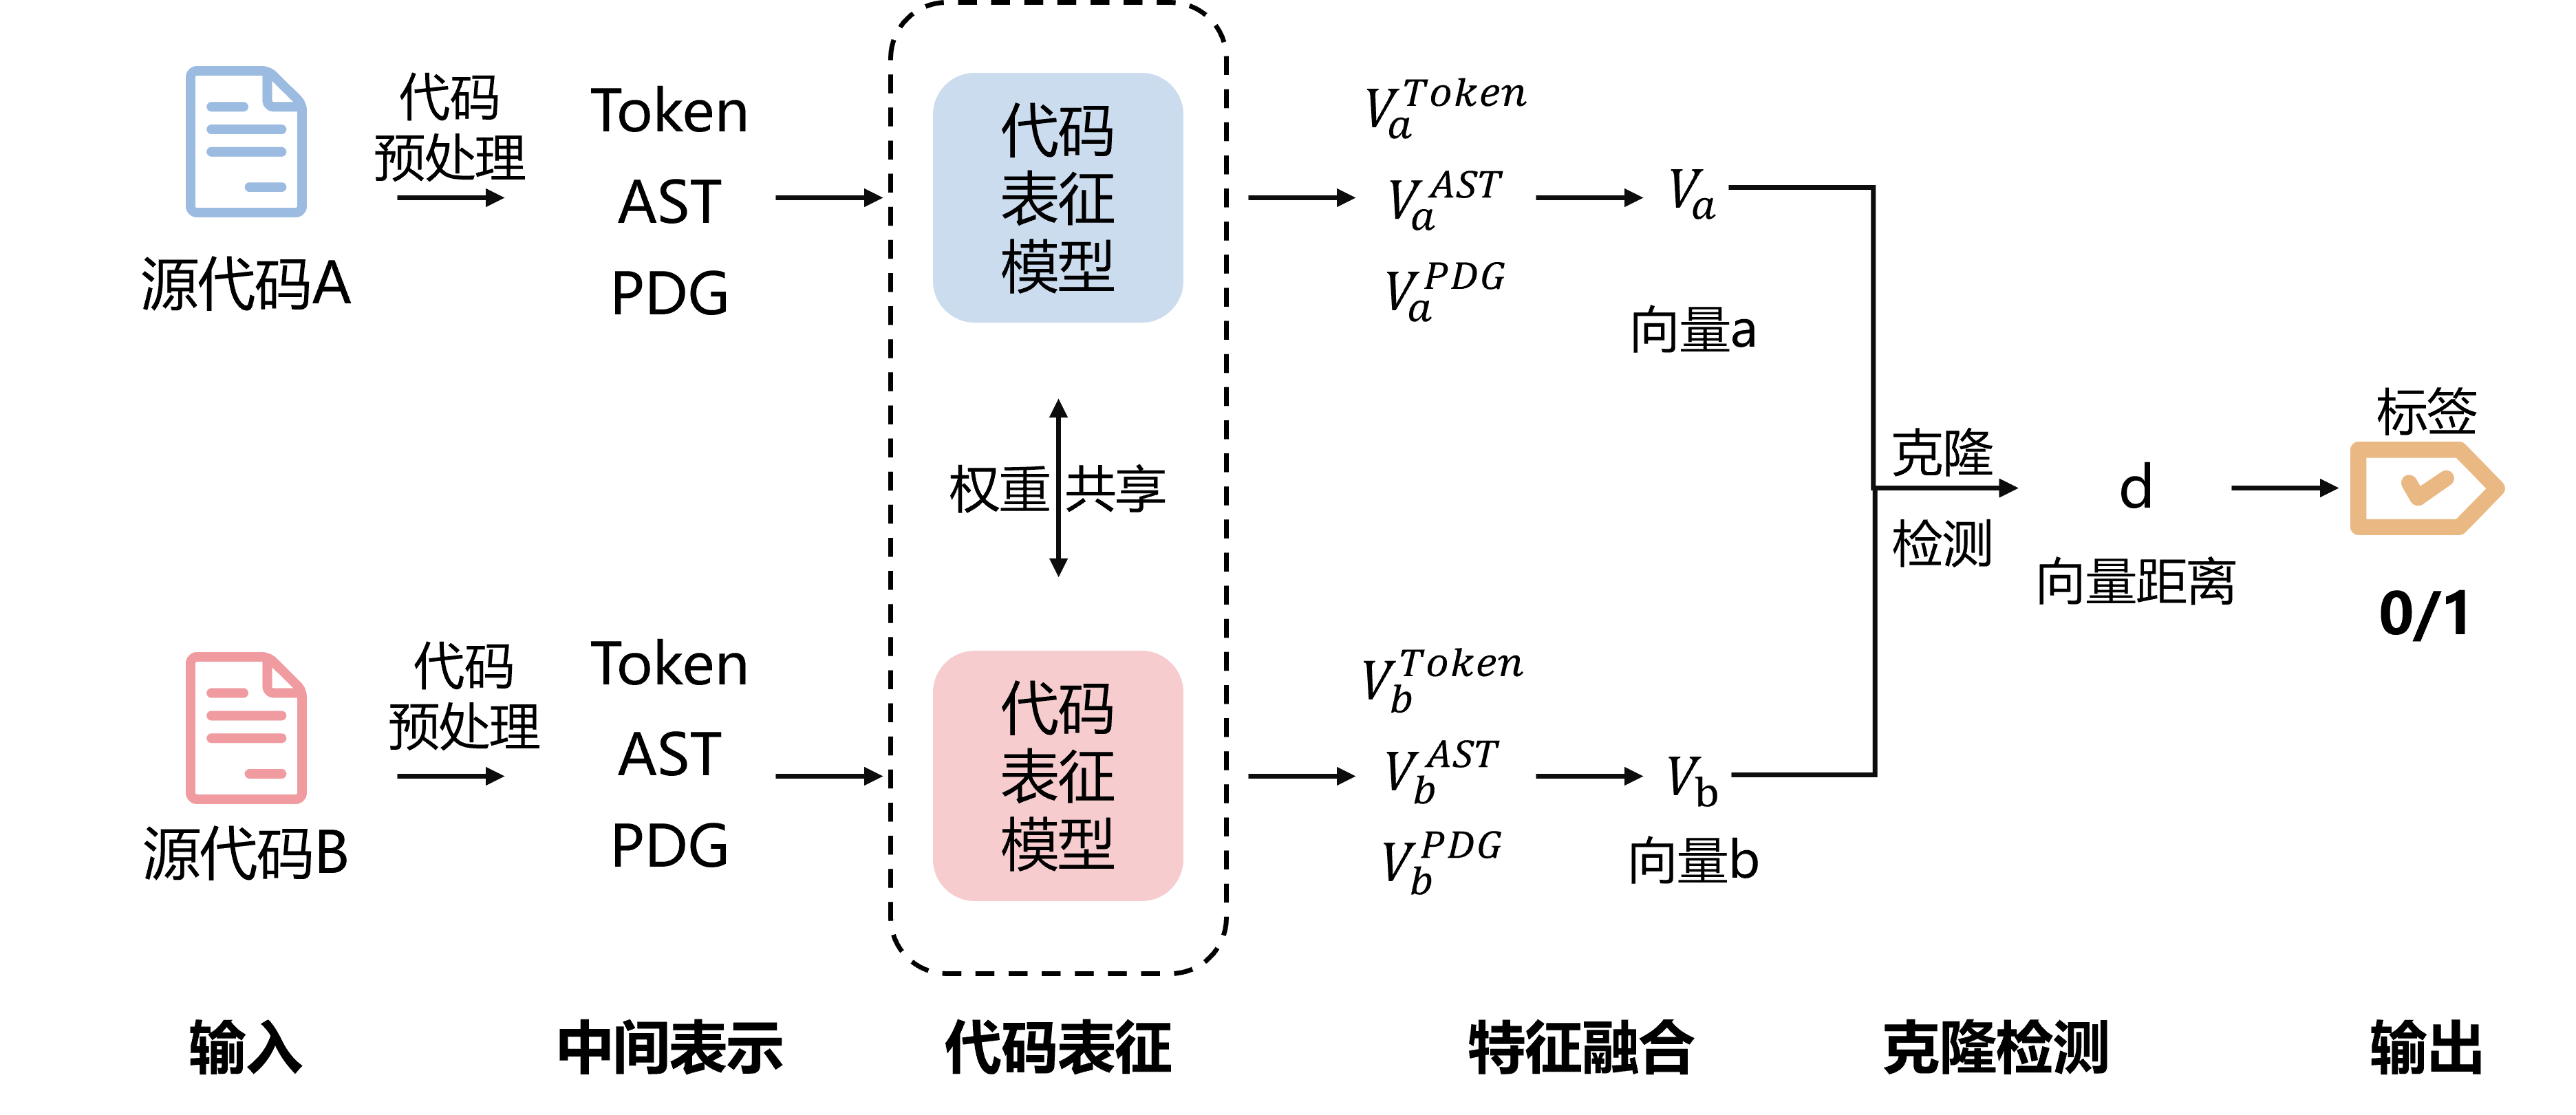 源代码A
代码
预处理
Token
AST
PDG
代码
表征
模型
V_a^{Token}
V_a^{AST}
V_a^{PDG}
V_a
向量a
权重 共享
源代码B
代码
预处理
Token
AST
PDG
代码
表征
模型
V_b^{Token}
V_b^{AST}
V_b^{PDG}
V_b
向量b
克隆
检测
d
向量距离
标签
0/1
输入
中间表示
代码表征
特征融合
克隆检测
输出